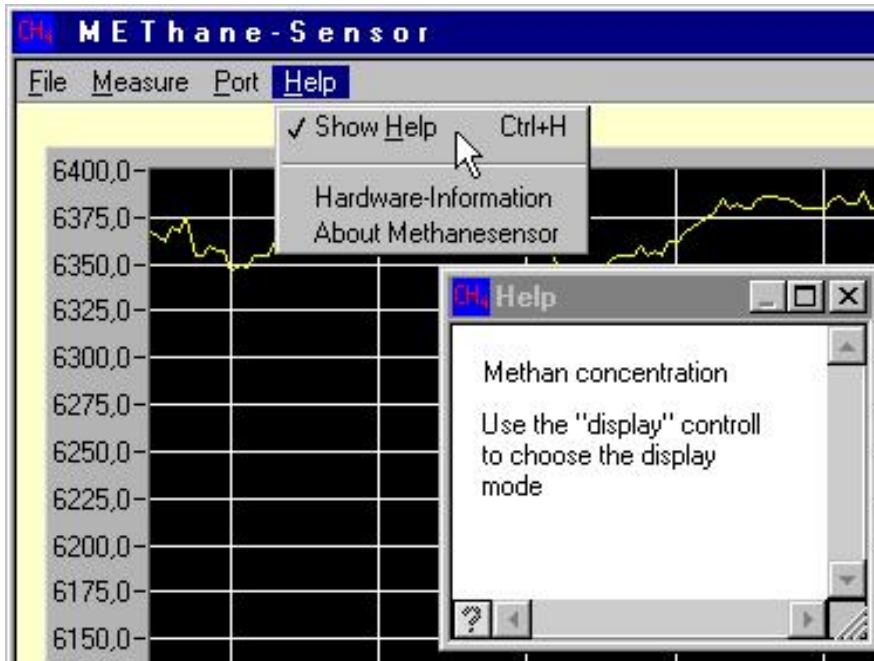 CH4 METhane-Sensor
File Measure Port Help
✓ Show Help Ctrl+H
Hardware-Information
About Methanesensor
6400,0
6375,0
6350,0
6325,0
6300,0
6275,0
6250,0
6225,0
6200,0
6175,0
6150,0
CH4 Help
Methan concentration
Use the "display" controll
to choose the display
mode
?